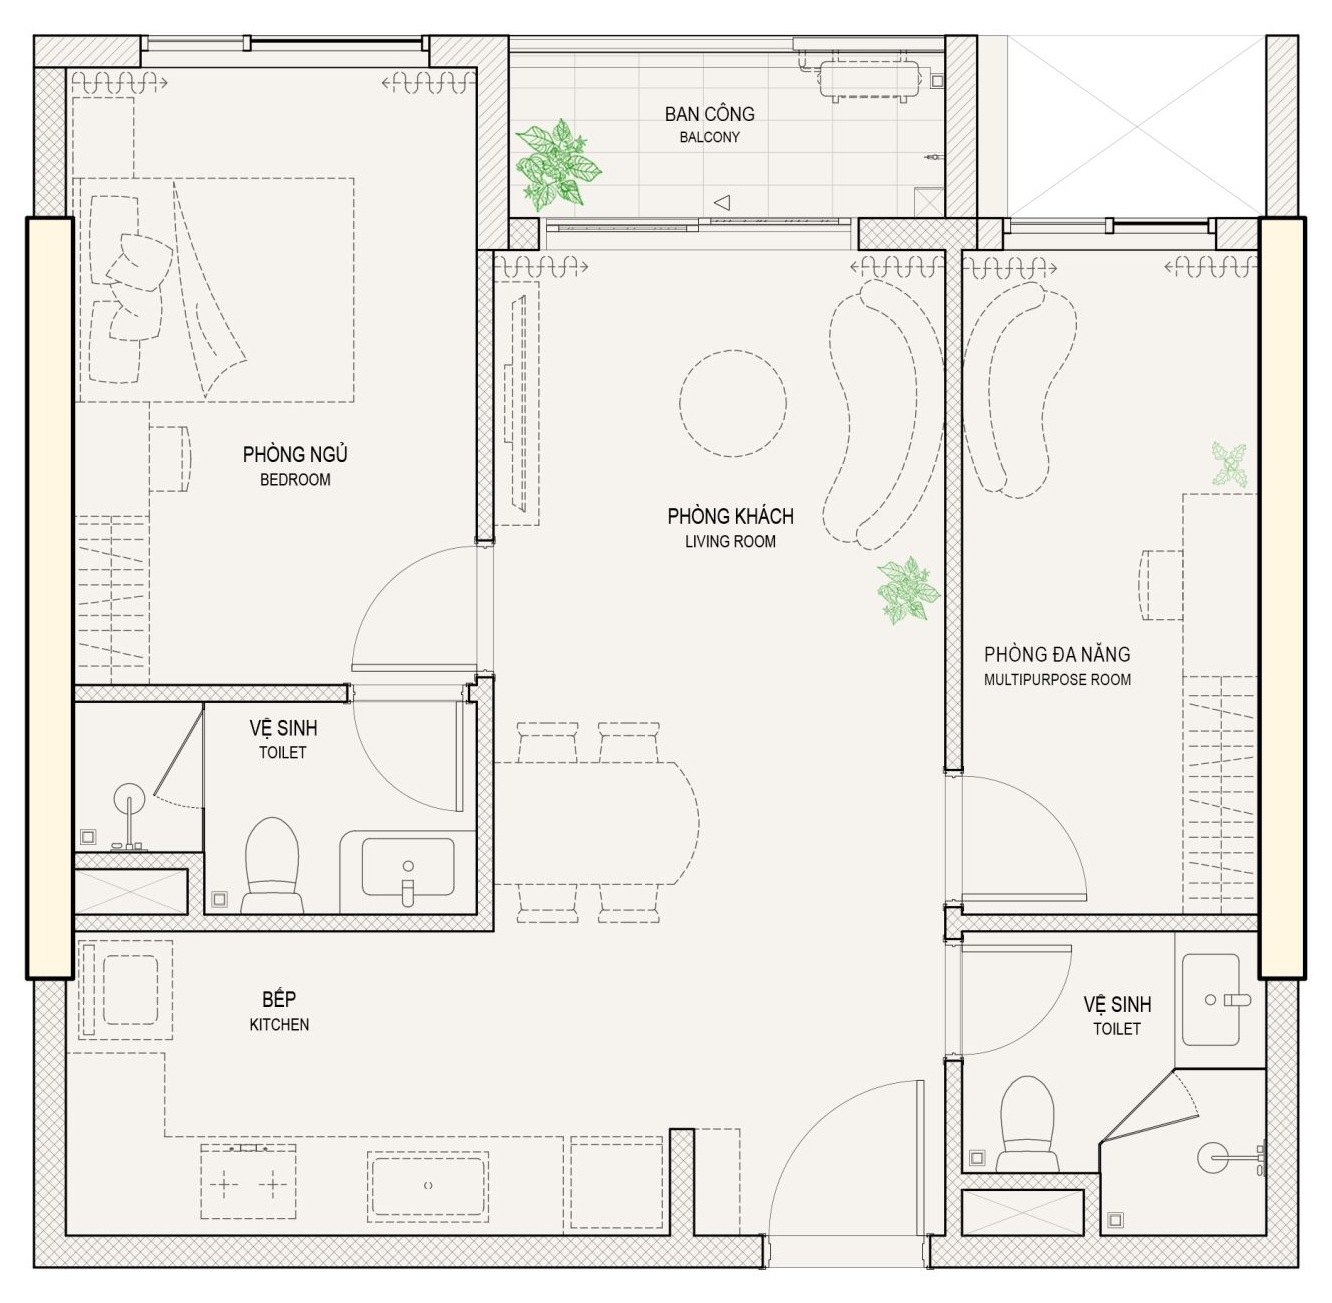 BAN CÔNG
BALCONY
PHÒNG NGỦ
BEDROOM
PHÒNG KHÁCH
LIVING ROOM
PHÒNG ĐA NĂNG
MULTIPURPOSE ROOM
VỆ SINH
TOILET
BẾP
KITCHEN
VỆ SINH
TOILET